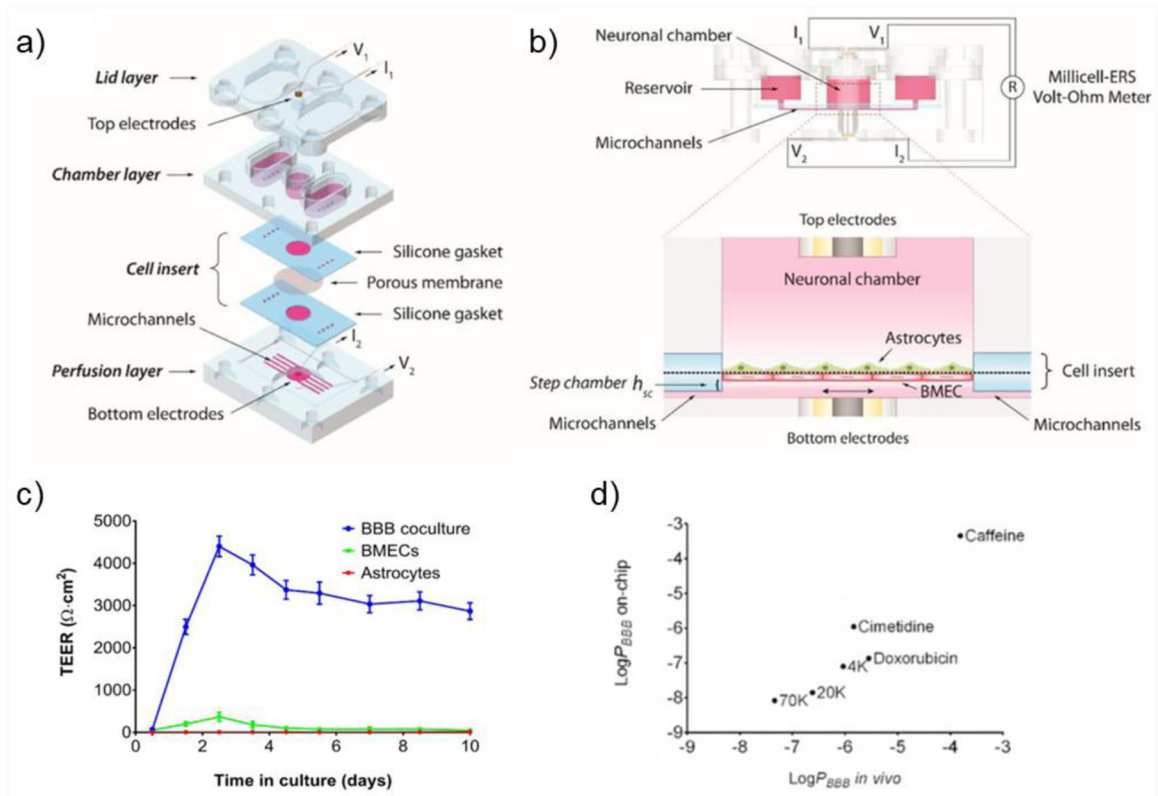 a)
V1
I1
Lid layer
Top electrodes
Chamber layer
Silicone gasket
Cell insert
Porous membrane
Microchannels
Silicone gasket
I2
Perfusion layer
V2
Bottom electrodes
b)
I1
V1
Neuronal chamber
Reservoir
R
Millicell-ERS
Volt-Ohm Meter
Microchannels
V2
I2
Top electrodes
Neuronal chamber
Astrocytes
Cell insert
Step chamber hsc
BMEC
Microchannels
Microchannels
Bottom electrodes
c)
5000
4000
3000
2000
1000
0
TEER (Ω·cm²)
BBB coculture
BMECs
Astrocytes
0 2 4 6 8 10
Time in culture (days)
d)
-3
-4
-5
-6
-7
-8
-9
LogPBBB on-chip
Caffeine
Cimetidine
Doxorubicin
4K
20K
70K
-9 -8 -7 -6 -5 -4 -3
LogPBBB in vivo